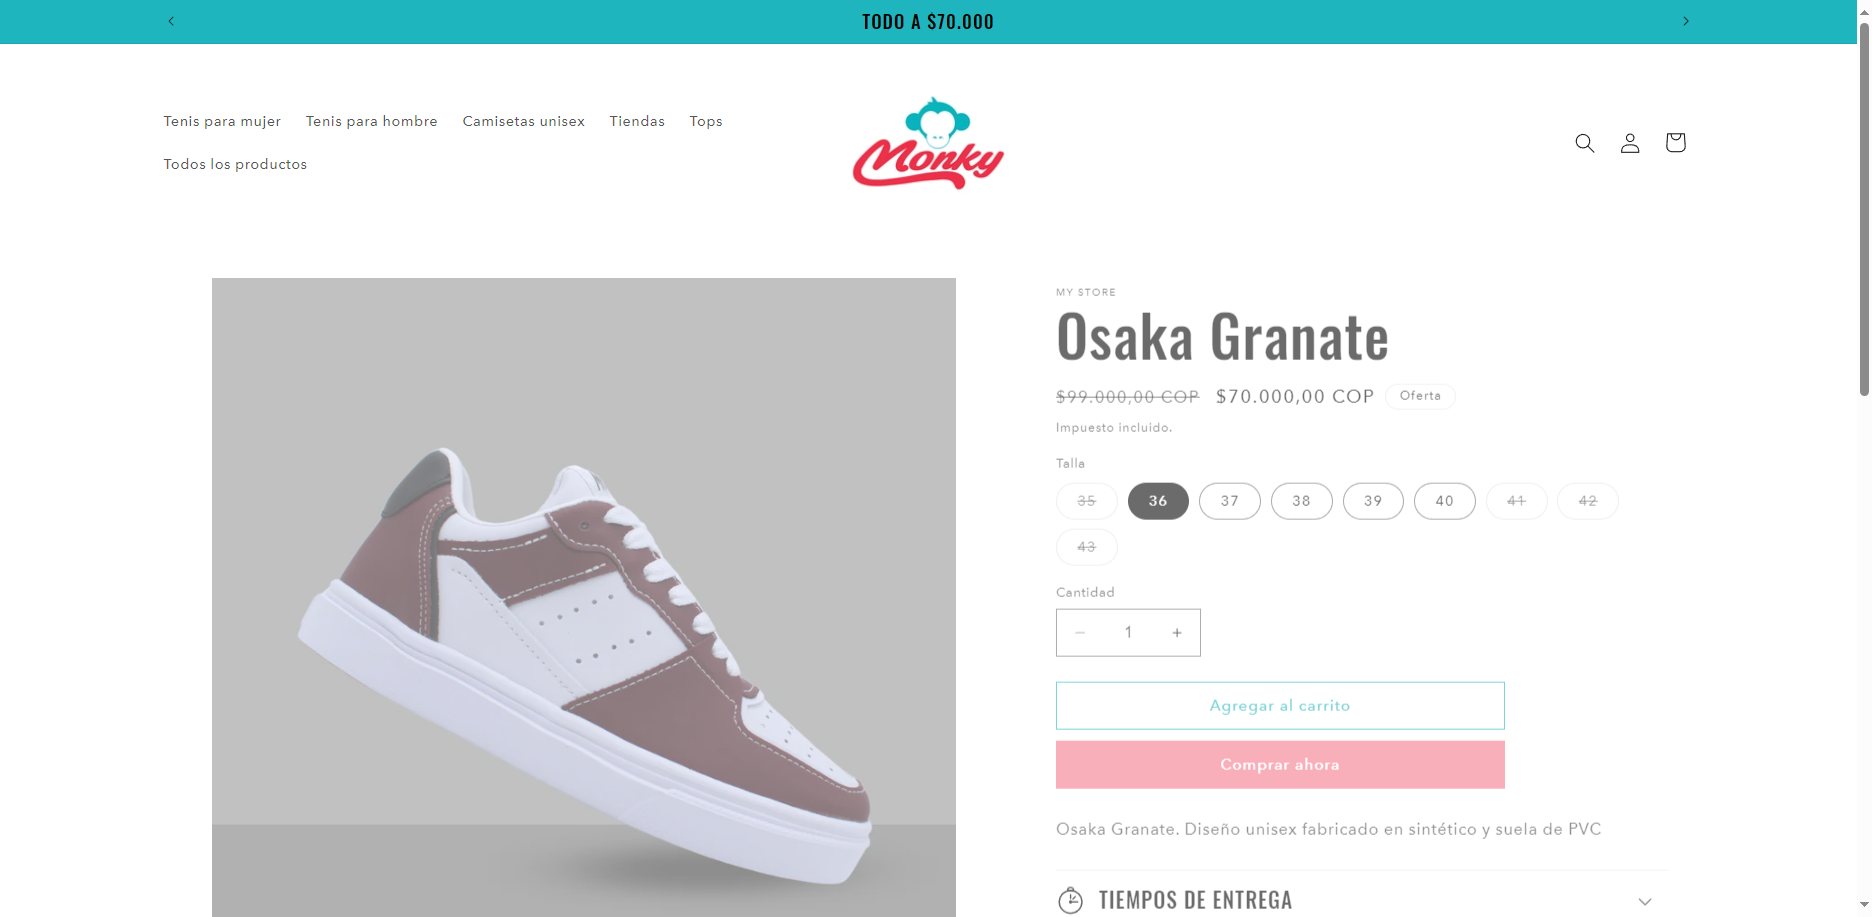 TODO A $70.000
Tenis para mujer
Tenis para hombre
Camisetas unisex
Tiendas
Tops
Todos los productos
Monky
MY STORE
Osaka Granate
$99.000,00 COP $70.000,00 COP Oferta
Impuesto incluido.
Talla
35 36 37 38 39 40 41 42
43
Cantidad
− 1 +
Agregar al carrito
Comprar ahora
Osaka Granate. Diseño unisex fabricado en sintético y suela de PVC
TIEMPOS DE ENTREGA